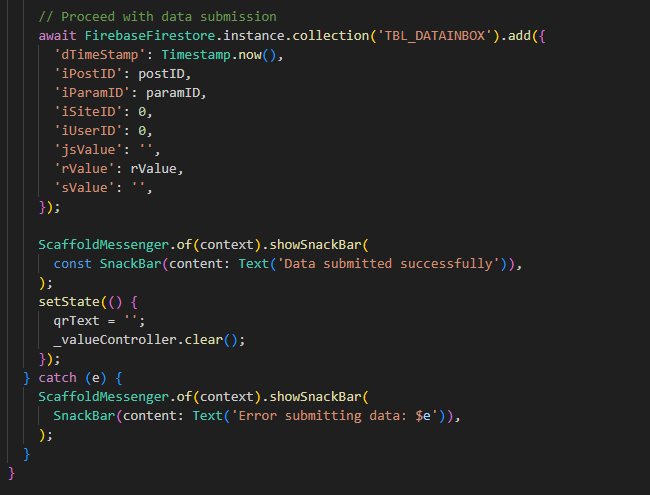 // Proceed with data submission
await FirebaseFirestore.instance.collection('TBL_DATAINBOX').add({
'dTimeStamp': Timestamp.now(),
'iPostID': postID,
'iParamID': paramID,
'iSiteID': 0,
'iUserID': 0,
'jsValue': '',
'rValue': rValue,
'sValue': '',
});
ScaffoldMessenger.of(context).showSnackBar(
const SnackBar(content: Text('Data submitted successfully')),
);
setState(() {
qrText = '';
_valueController.clear();
});
} catch (e) {
ScaffoldMessenger.of(context).showSnackBar(
SnackBar(content: Text('Error submitting data: $e')),
);
}
}